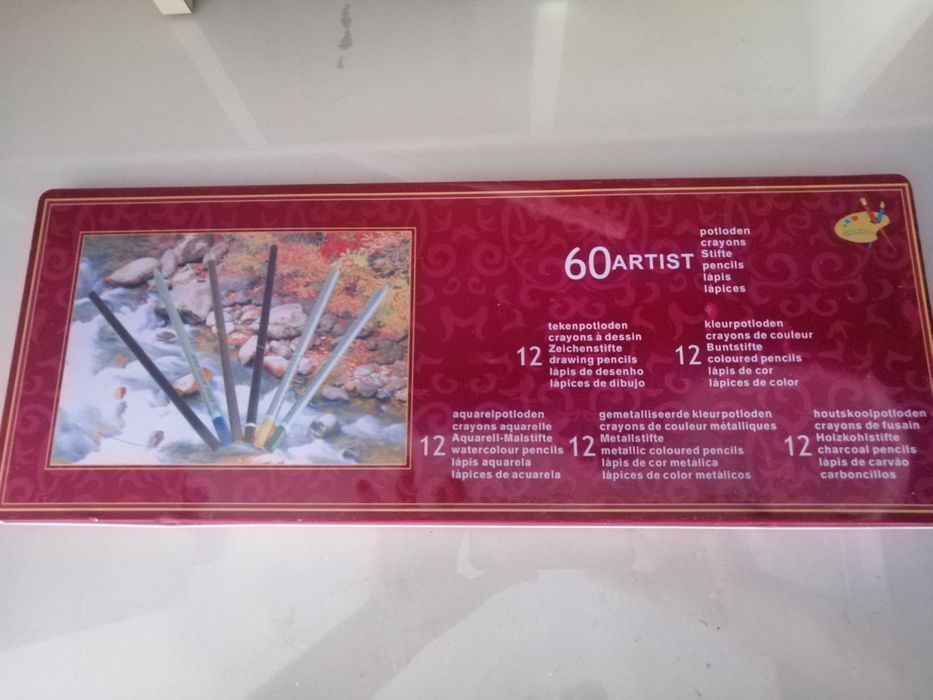 60 ARTIST
potloden
crayons
Stifte
pencils
lápis
lápices
12
tekenpotloden
crayons à dessin
Zeichenstifte
drawing pencils
lápis de desenho
lápices de dibujo
12
kleurpotloden
crayons de couleur
Buntstifte
coloured pencils
lápis de cor
lápices de color
12
aquarelpotloden
crayons aquarelle
Aquarell-Malstifte
watercolour pencils
lápis aquarela
lápices de acuarela
12
gemetalliseerde kleurpotloden
crayons de couleur métalliques
Metallstifte
metallic coloured pencils
lápis de cor metálica
lápices de color metálicos
12
houtskoolpotloden
crayons de fusain
Holzkohlstifte
charcoal pencils
lápis de carvão
carboncillos